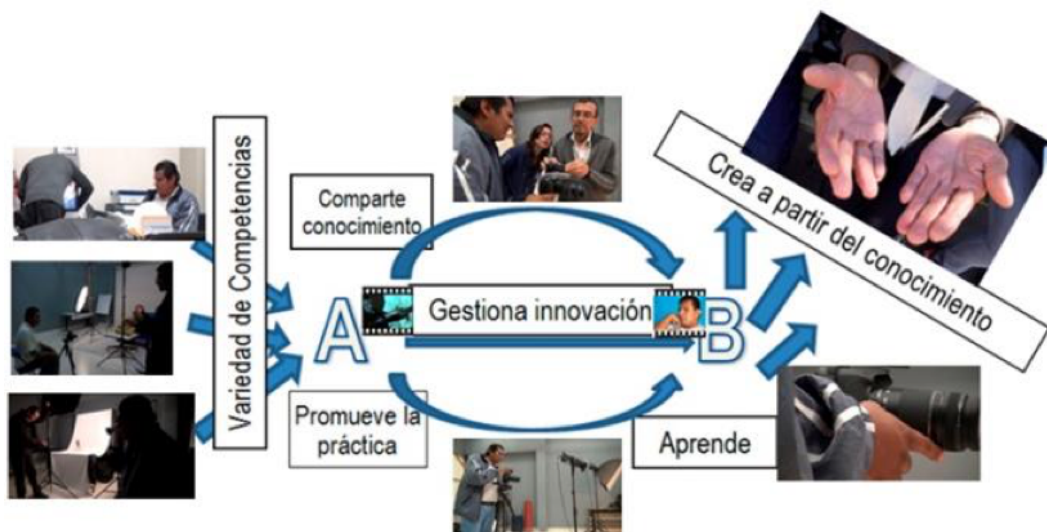 Variedad de Competencias
Comparte
conocimiento
A
Gestiona innovación
B
Promueve la
práctica
Aprende
Crea a partir del conocimiento